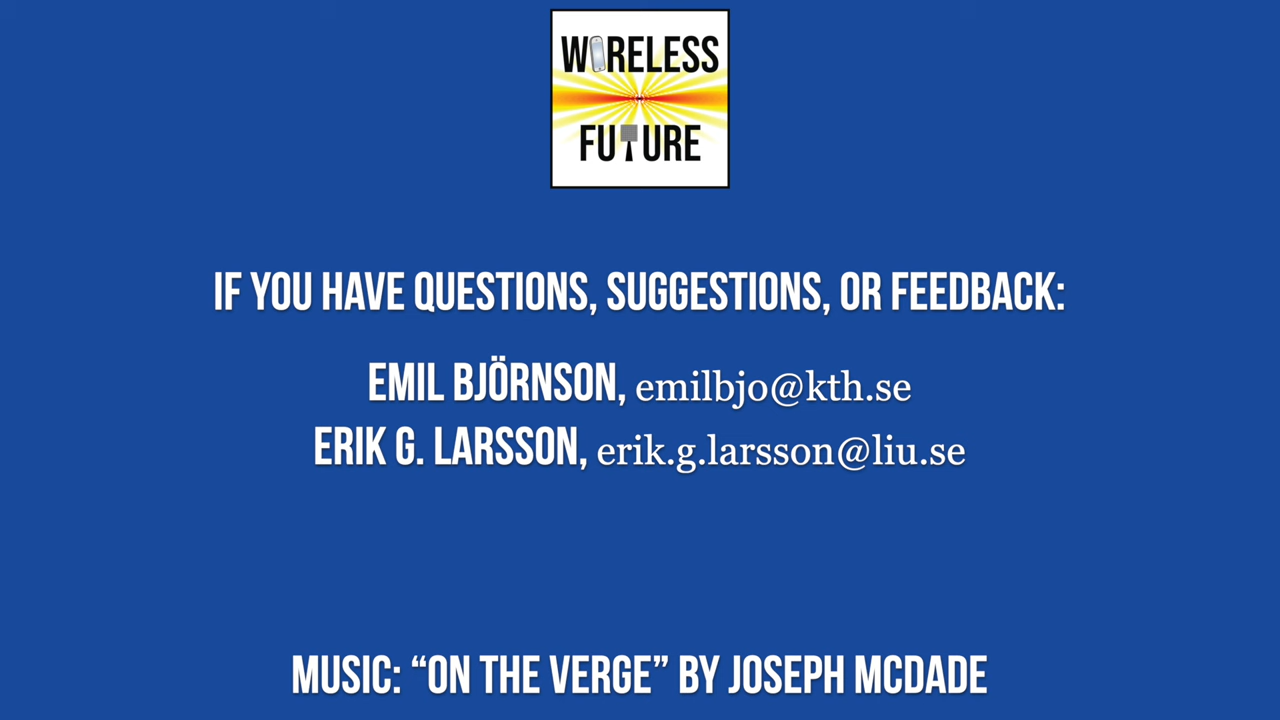 WIRELESS
FUTURE
IF YOU HAVE QUESTIONS, SUGGESTIONS, OR FEEDBACK:
EMIL BJÖRNSON, emilbjo@kth.se
ERIK G. LARSSON, erik.g.larsson@liu.se
MUSIC: “ON THE VERGE” BY JOSEPH MCDADE